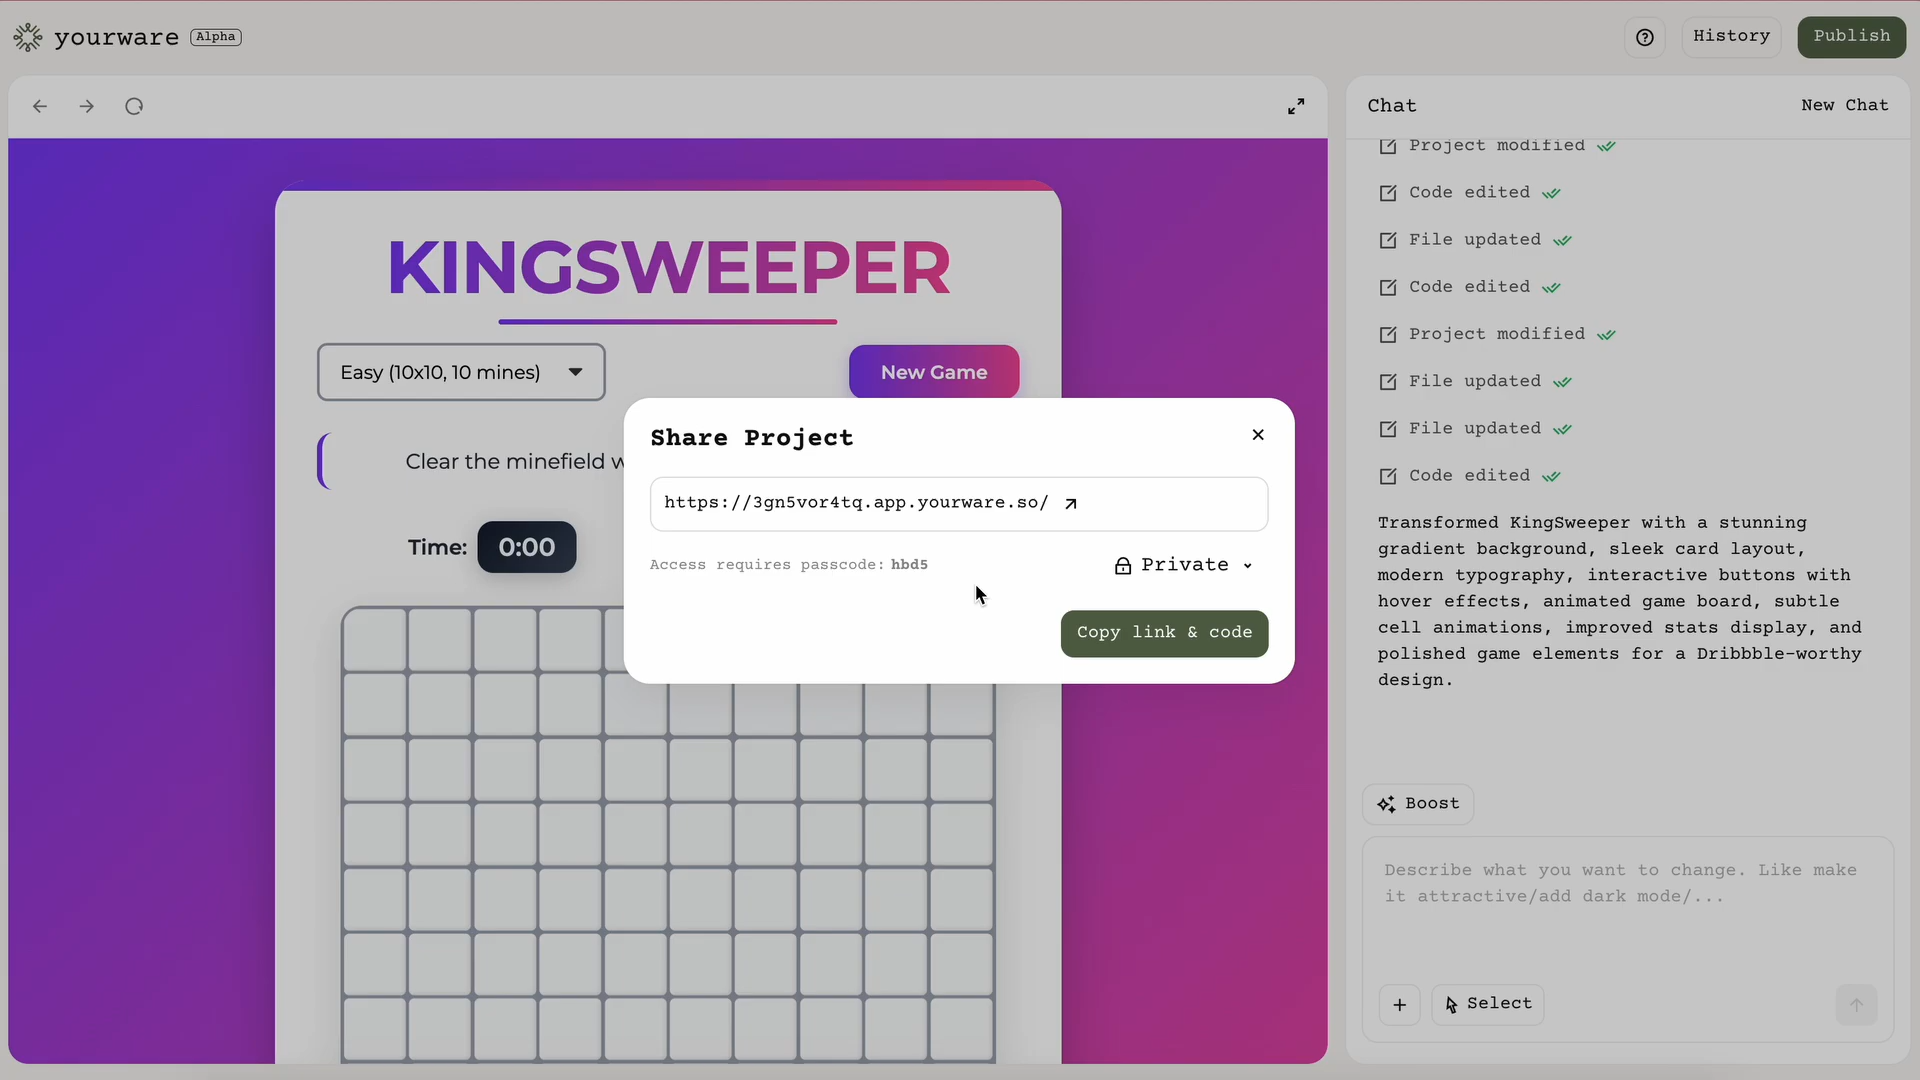 yourware Alpha
History
Publish
Chat
New Chat
Project modified
Code edited
File updated
Code edited
Project modified
File updated
File updated
Code edited
Transformed KingSweeper with a stunning
gradient background, sleek card layout,
modern typography, interactive buttons with
hover effects, animated game board, subtle
cell animations, improved stats display, and
polished game elements for a Dribbble-worthy
design.
Boost
Describe what you want to change. Like make
it attractive/add dark mode/...
+ Select
KINGSWEEPER
Easy (10x10, 10 mines)
New Game
Clear the minefield w
Time: 0:00
Share Project
https://3gn5vor4tq.app.yourware.so/
Access requires passcode: hbd5
Private
Copy link & code